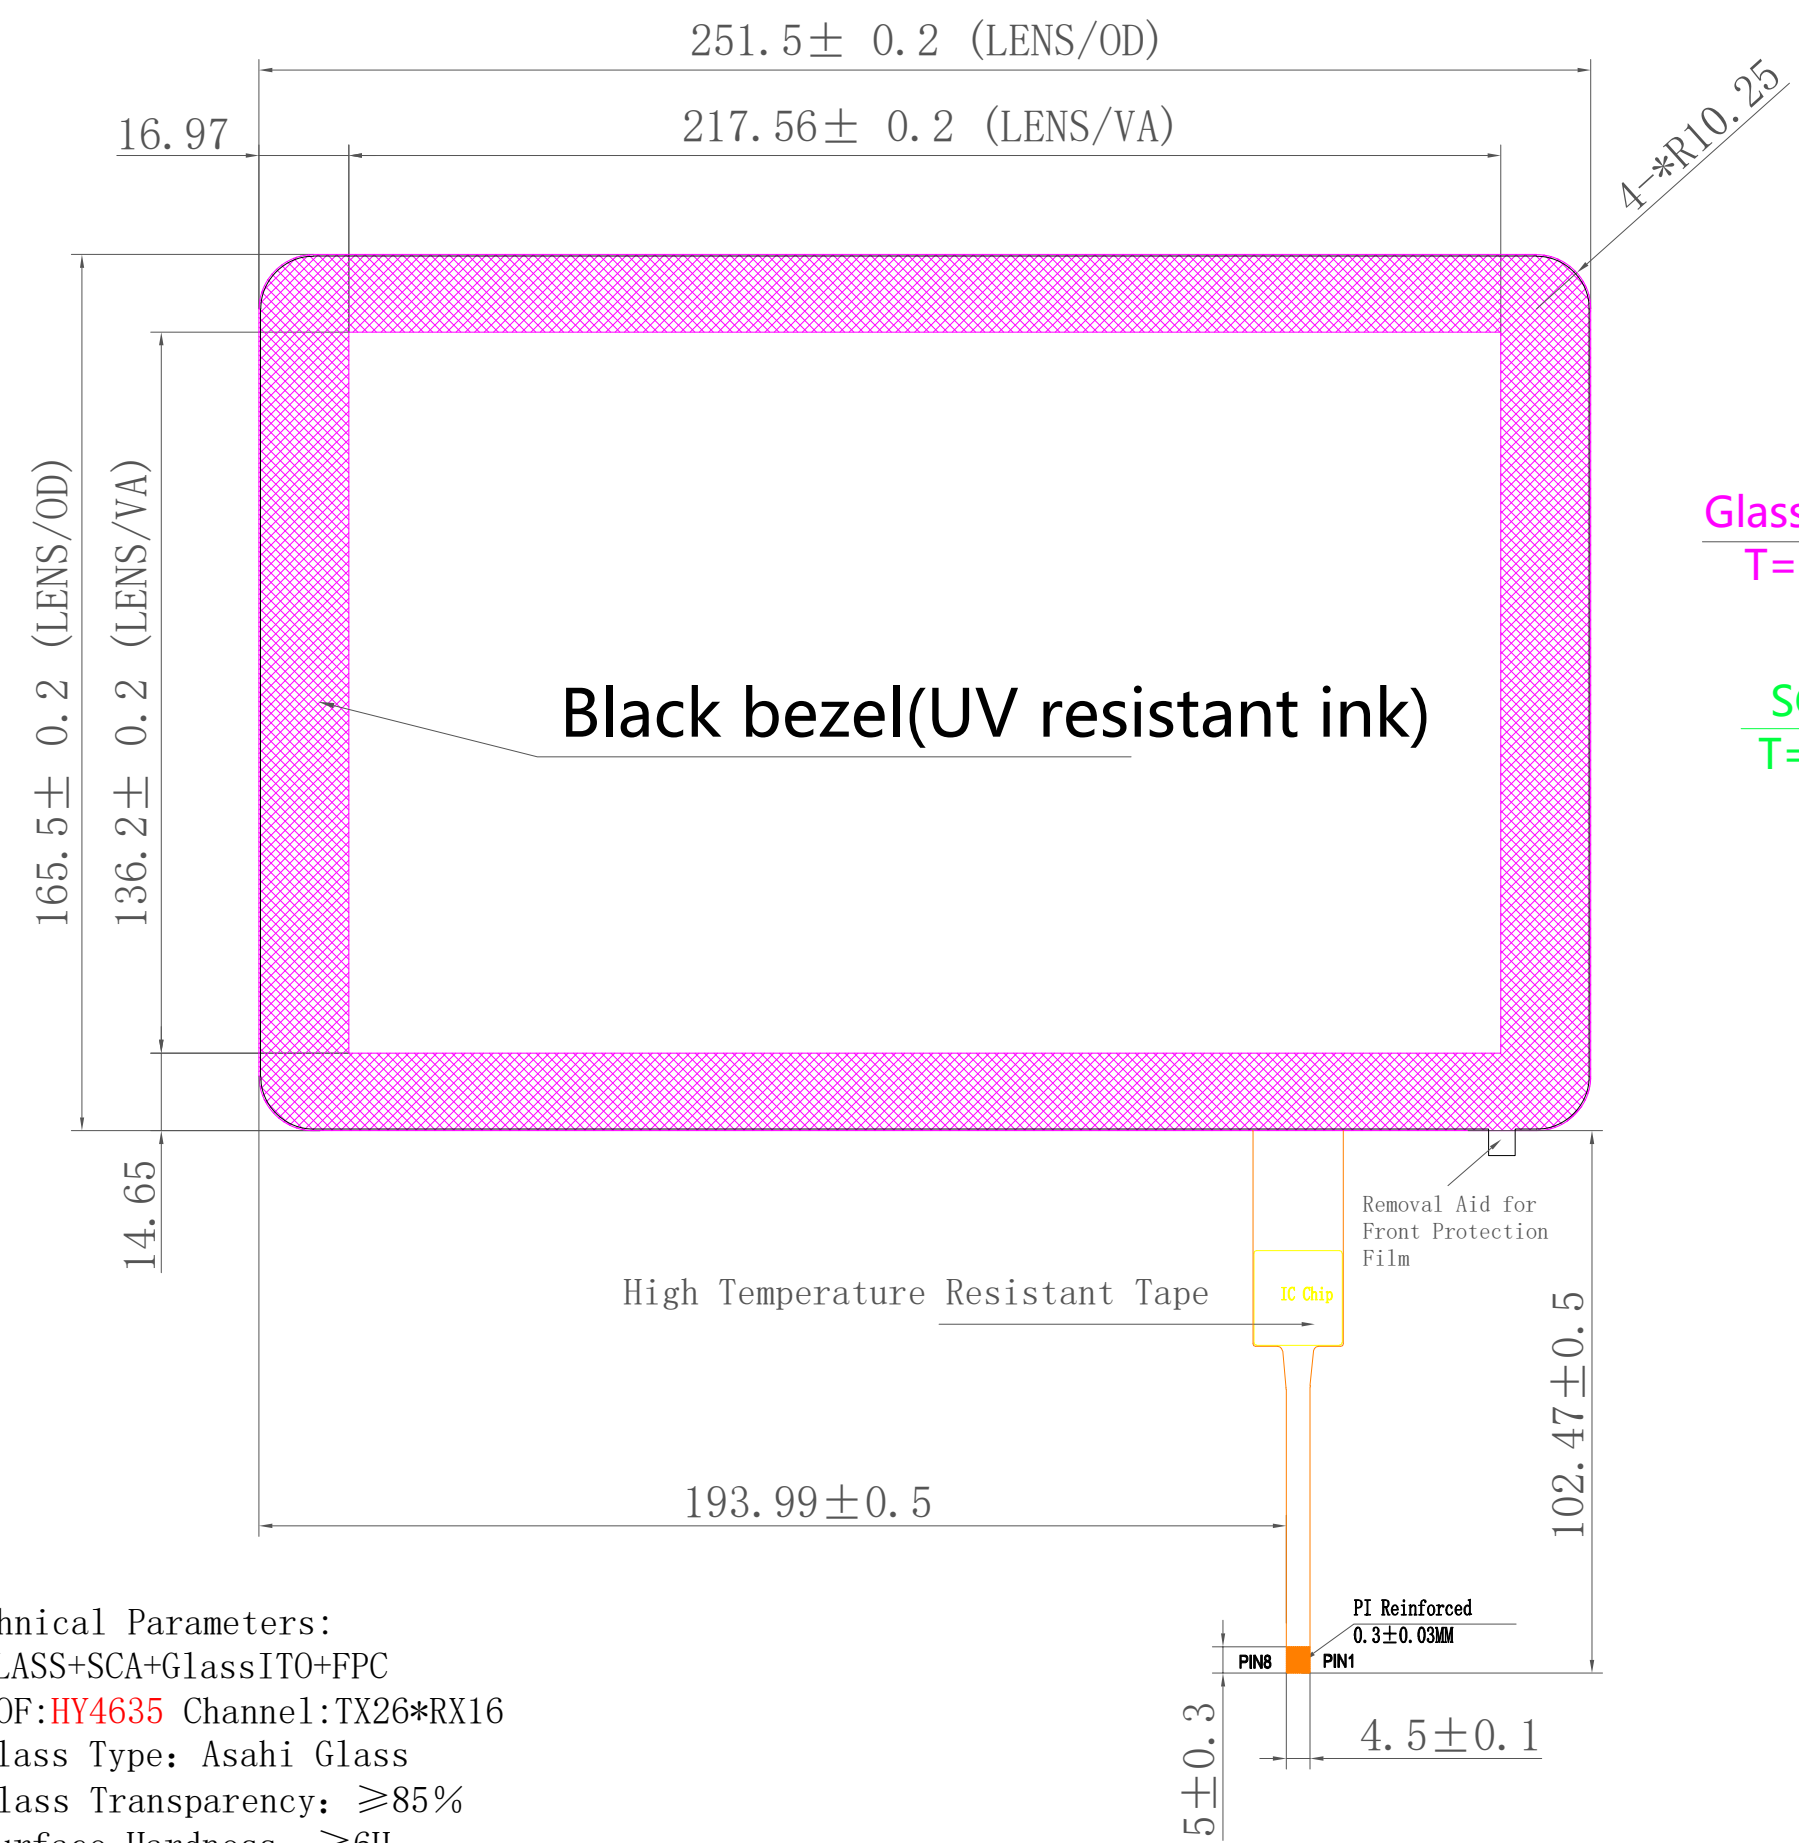 251.5± 0.2 (LENS/OD)
217.56± 0.2 (LENS/VA)
16.97
4-*R10.25
165.5± 0.2 (LENS/OD)
136.2± 0.2 (LENS/VA)
Glass
T=
T=
Black bezel(UV resistant ink)
14.65
Removal Aid for
Front Protection
Film
High Temperature Resistant Tape
IC Chip
102.47±0.5
193.99±0.5
PI Reinforced
0.3±0.03MM
PIN8
PIN1
5±0.3
4.5±0.1
hnical Parameters:
LASS+SCA+GlassITO+FPC
OF:HY4635 Channel:TX26*RX16
lass Type: Asahi Glass
lass Transparency: ≥85%
urface Hardness ≥6H